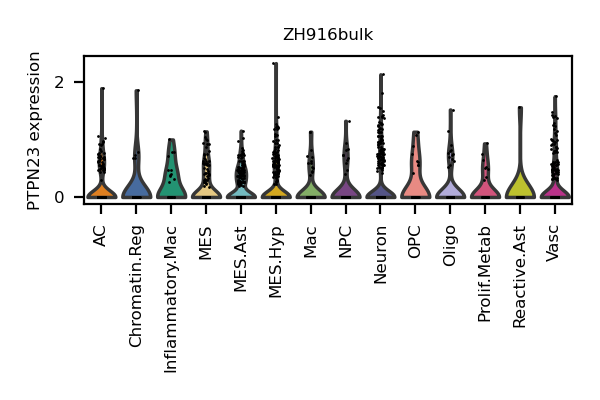 ZH916bulk
PTPN23 expression
2
0
AC
Chromatin.Reg
Inflammatory.Mac
MES
MES.Ast
MES.Hyp
Mac
NPC
Neuron
OPC
Oligo
Prolif.Metab
Reactive.Ast
Vasc